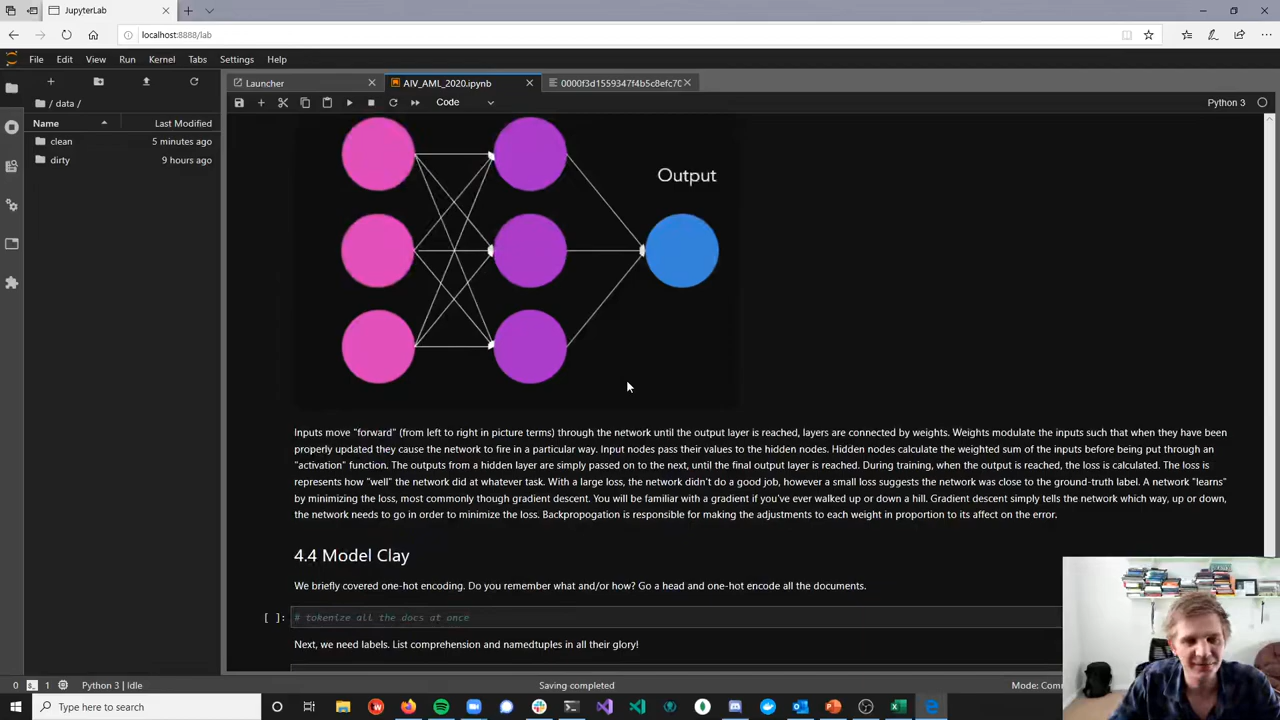 JupyterLab
localhost:8888/lab
File Edit View Run Kernel Tabs Settings Help
Launcher
AIV_AML_2020.ipynb
0000f3d1559347f4b5c8efc70
/ data /
Code
Python 3
Name Last Modified
clean 5 minutes ago
dirty 9 hours ago
Output
Inputs move "forward" (from left to right in picture terms) through the network until the output layer is reached, layers are connected by weights. Weights modulate the inputs such that when they have been
properly updated they cause the network to fire in a particular way. Input nodes pass their values to the hidden nodes. Hidden nodes calculate the weighted sum of the inputs before being put through an
"activation" function. The outputs from a hidden layer are simply passed on to the next, until the final output layer is reached. During training, when the output is reached, the loss is calculated. The loss is
represents how "well" the network did at whatever task. With a large loss, the network didn't do a good job, however a small loss suggests the network was close to the ground-truth label. A network "learns"
by minimizing the loss, most commonly though gradient descent. You will be familiar with a gradient if you've ever walked up or down a hill. Gradient descent simply tells the network which way, up or down,
the network needs to go in order to minimize the loss. Backpropogation is responsible for making the adjustments to each weight in proportion to its affect on the error.
4.4 Model Clay
We briefly covered one-hot encoding. Do you remember what and/or how? Go a head and one-hot encode all the documents.
[ ]: # tokenize all the docs at once
Next, we need labels. List comprehension and namedtuples in all their glory!
0 1 Python 3 | Idle
Saving completed
Mode: Comm
Type here to search